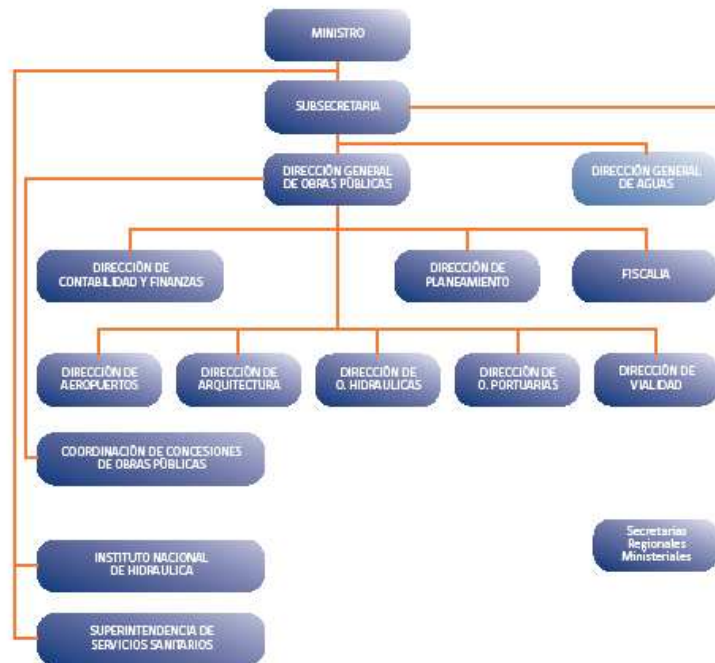 MINISTRO
SUBSECRETARIA
DIRECCIÓN GENERAL
DE OBRAS PÚBLICAS
DIRECCIÓN GENERAL
DE AGUAS
DIRECCIÓN DE
CONTABILIDAD Y FINANZAS
DIRECCIÓN DE
PLANEAMIENTO
FISCALIA
DIRECCIÓN DE
AEROPUERTOS
DIRECCIÓN DE
ARQUITECTURA
DIRECCIÓN DE
O. HIDRAULICAS
DIRECCIÓN DE
O. PORTUARIAS
DIRECCIÓN DE
VIALIDAD
COORDINACIÓN DE CONCESIONES
DE OBRAS PÚBLICAS
Secretarias
Regionales
Ministeriales
INSTITUTO NACIONAL
DE HIDRAULICA
SUPERINTENDENCIA DE
SERVICIOS SANITARIOS